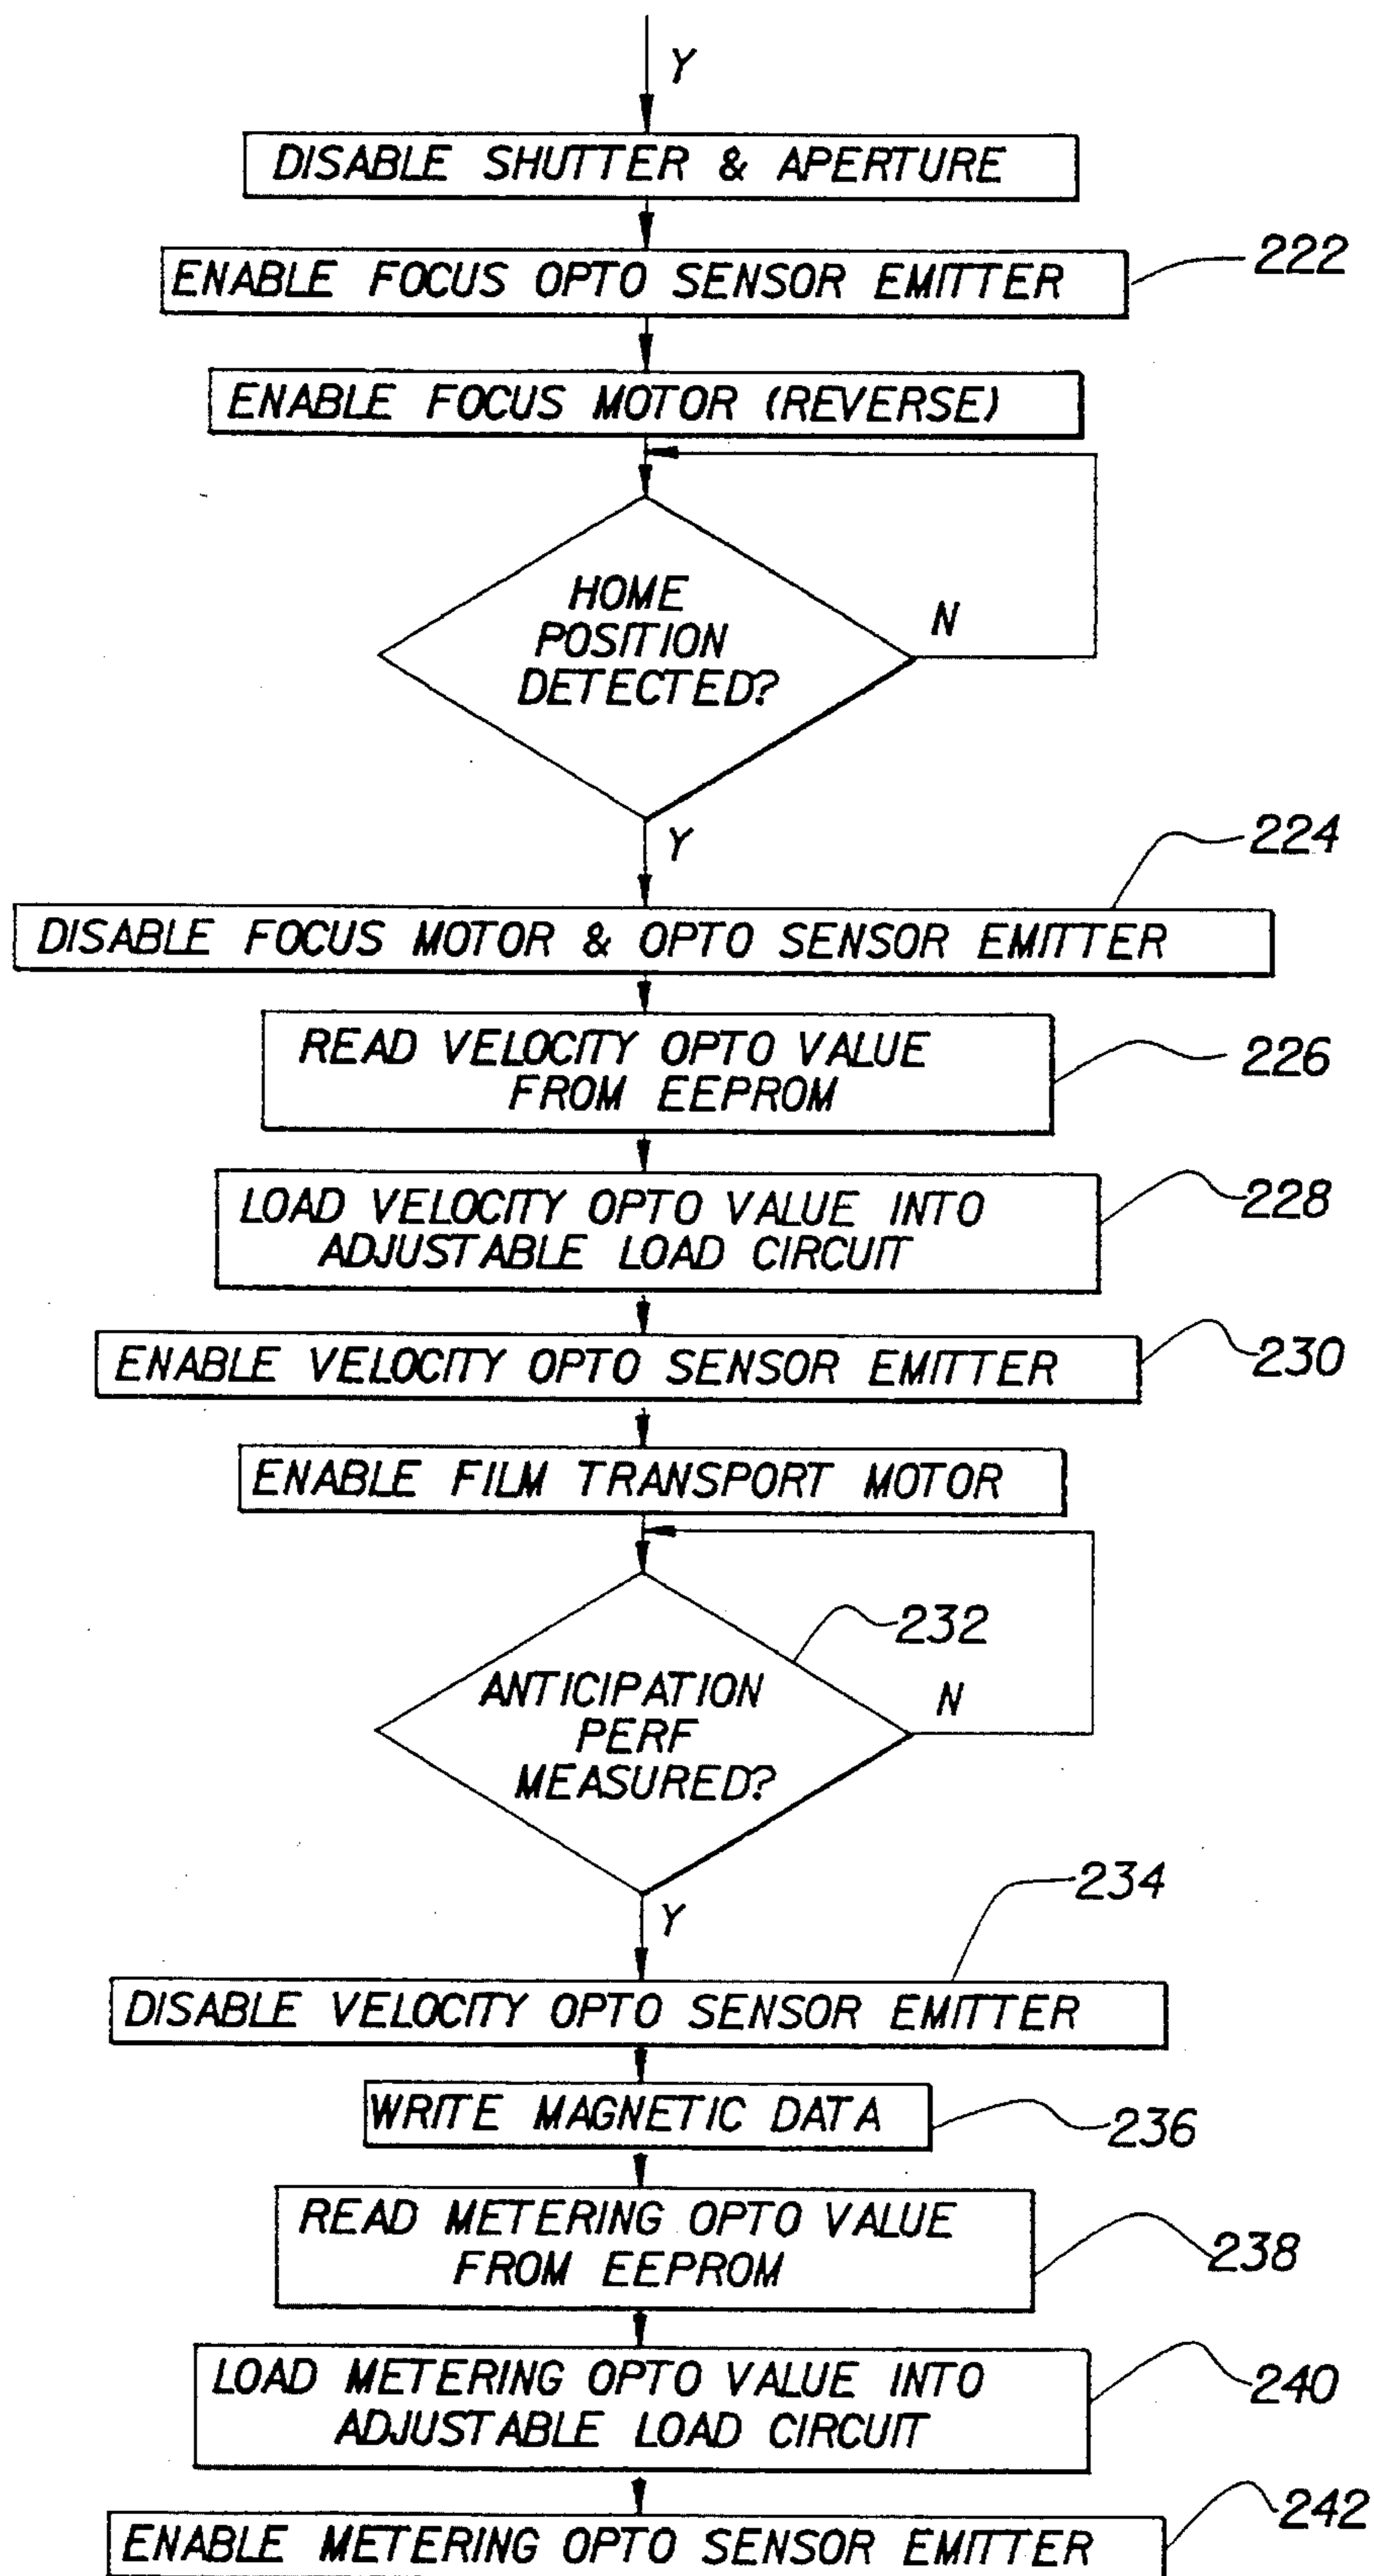 Y
DISABLE SHUTTER & APERTURE
ENABLE FOCUS OPTO SENSOR EMITTER
222
ENABLE FOCUS MOTOR (REVERSE)
HOME
POSITION
DETECTED?
N
Y
224
DISABLE FOCUS MOTOR & OPTO SENSOR EMITTER
READ VELOCITY OPTO VALUE
FROM EEPROM
226
LOAD VELOCITY OPTO VALUE INTO
ADJUSTABLE LOAD CIRCUIT
228
ENABLE VELOCITY OPTO SENSOR EMITTER
230
ENABLE FILM TRANSPORT MOTOR
232
ANTICIPATION
PERF
MEASURED?
N
Y
234
DISABLE VELOCITY OPTO SENSOR EMITTER
WRITE MAGNETIC DATA
236
READ METERING OPTO VALUE
FROM EEPROM
238
LOAD METERING OPTO VALUE INTO
ADJUSTABLE LOAD CIRCUIT
240
ENABLE METERING OPTO SENSOR EMITTER
242